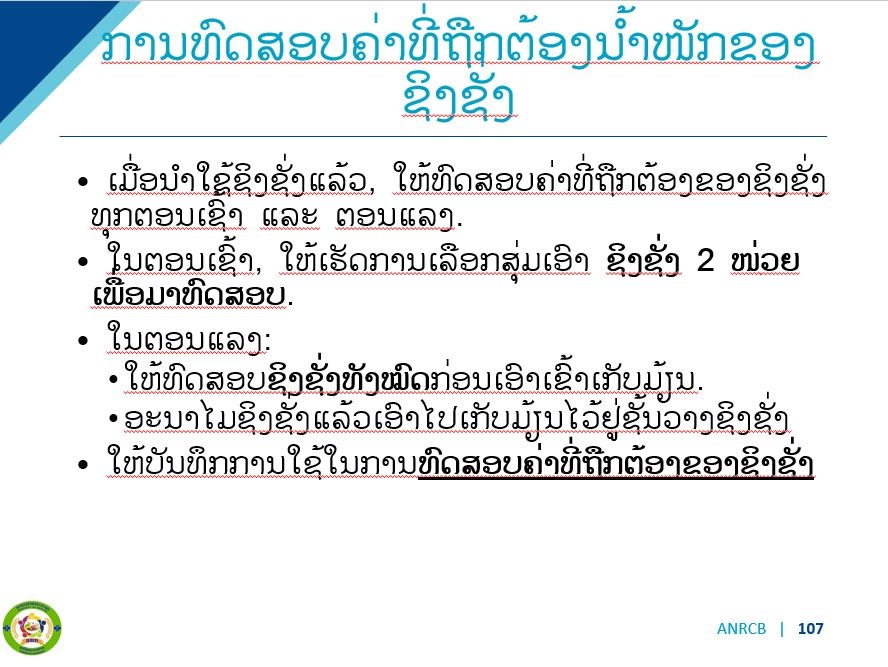 ການທົດສອບຄ່າທີ່ຖືກຕ້ອງນ້ຳໜັກຂອງ
ຊິງຊັ່ງ
• ເມື່ອນຳໃຊ້ຊິງຊັ່ງແລ້ວ, ໃຫ້ທົດສອບຄ່າທີ່ຖືກຕ້ອງຂອງຊິງຊັ່ງ
ທຸກຕອນເຊົ້າ ແລະ ຕອນແລງ.
• ໃນຕອນເຊົ້າ, ໃຫ້ເຮັດການເລືອກສຸ່ມເອົາ ຊິງຊັ່ງ 2 ໜ່ວຍ
ເພື່ອມາທົດສອບ.
• ໃນຕອນແລງ:
• ໃຫ້ທົດສອບຊິງຊັ່ງທັງໝົດກ່ອນເອົາເຂົ້າເກັບມ້ຽນ.
• ອະນາໄມຊິງຊັ່ງແລ້ວເອົາໄປເກັບມ້ຽນໄວ້ຢູ່ຊັ້ນວາງຊິງຊັ່ງ
• ໃຫ້ບັນທຶກການໃຊ້ໃນການທົດສອບຄ່າທີ່ຖືກຕ້ອງຂອງຊິງຊັ່ງ
ANRCB | 107